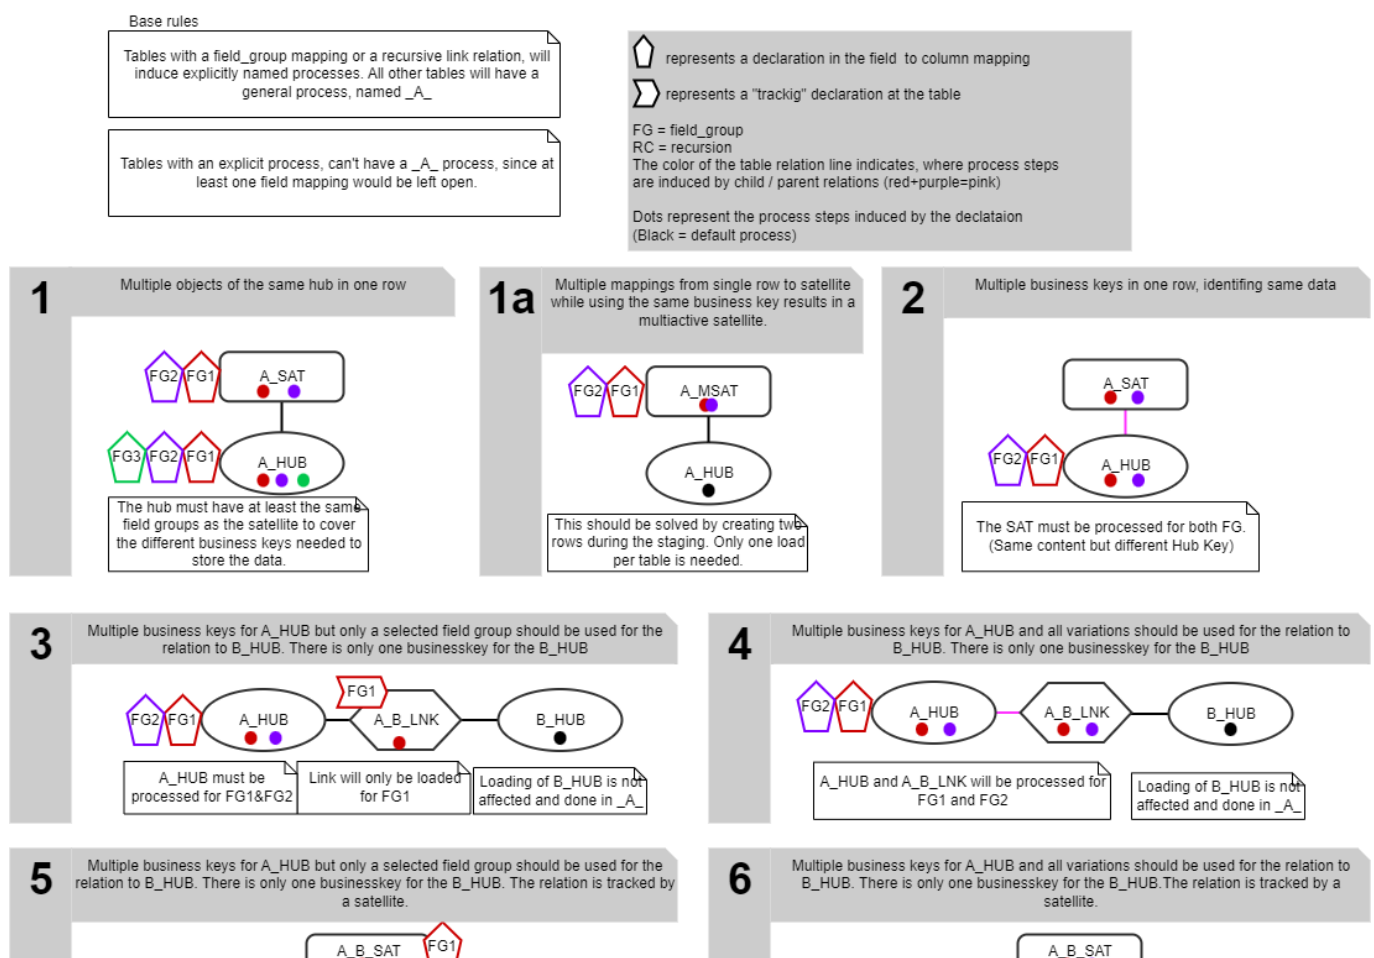 Base rules
Tables with a field_group mapping or a recursive link relation, will
induce explicitly named processes. All other tables will have a
general process, named _A_
Tables with an explicit process, can't have a _A_ process, since at
least one field mapping would be left open.
represents a declaration in the field to column mapping
represents a "trackig" declaration at the table
FG = field_group
RC = recursion
The color of the table relation line indicates, where process steps
are induced by child / parent relations (red+purple=pink)
Dots represent the process steps induced by the declataion
(Black = default process)
1
Multiple objects of the same hub in one row
FG2
FG1
A_SAT
FG3
FG2
FG1
A_HUB
The hub must have at least the same
field groups as the satellite to cover
the different business keys needed to
store the data.
1a
Multiple mappings from single row to satellite
while using the same business key results in a
multiactive satellite.
FG2
FG1
A_MSAT
A_HUB
This should be solved by creating two
rows during the staging. Only one load
per table is needed.
2
Multiple business keys in one row, identifing same data
A_SAT
FG2
FG1
A_HUB
The SAT must be processed for both FG.
(Same content but different Hub Key)
3
Multiple business keys for A_HUB but only a selected field group should be used for the
relation to B_HUB. There is only one businesskey for the B_HUB
FG2
FG1
A_HUB
FG1
A_B_LNK
B_HUB
A_HUB must be
processed for FG1&FG2
Link will only be loaded
for FG1
Loading of B_HUB is not
affected and done in _A_
4
Multiple business keys for A_HUB and all variations should be used for the relation to
B_HUB. There is only one businesskey for the B_HUB
FG2
FG1
A_HUB
A_B_LNK
B_HUB
A_HUB and A_B_LNK will be processed for
FG1 and FG2
Loading of B_HUB is not
affected and done in _A_
5
Multiple business keys for A_HUB but only a selected field group should be used for the
relation to B_HUB. There is only one businesskey for the B_HUB. The relation is tracked by
a satellite.
A_B_SAT
FG1
6
Multiple business keys for A_HUB and all variations should be used for the relation to
B_HUB. There is only one businesskey for the B_HUB.The relation is tracked by a
satellite.
A_B_SAT